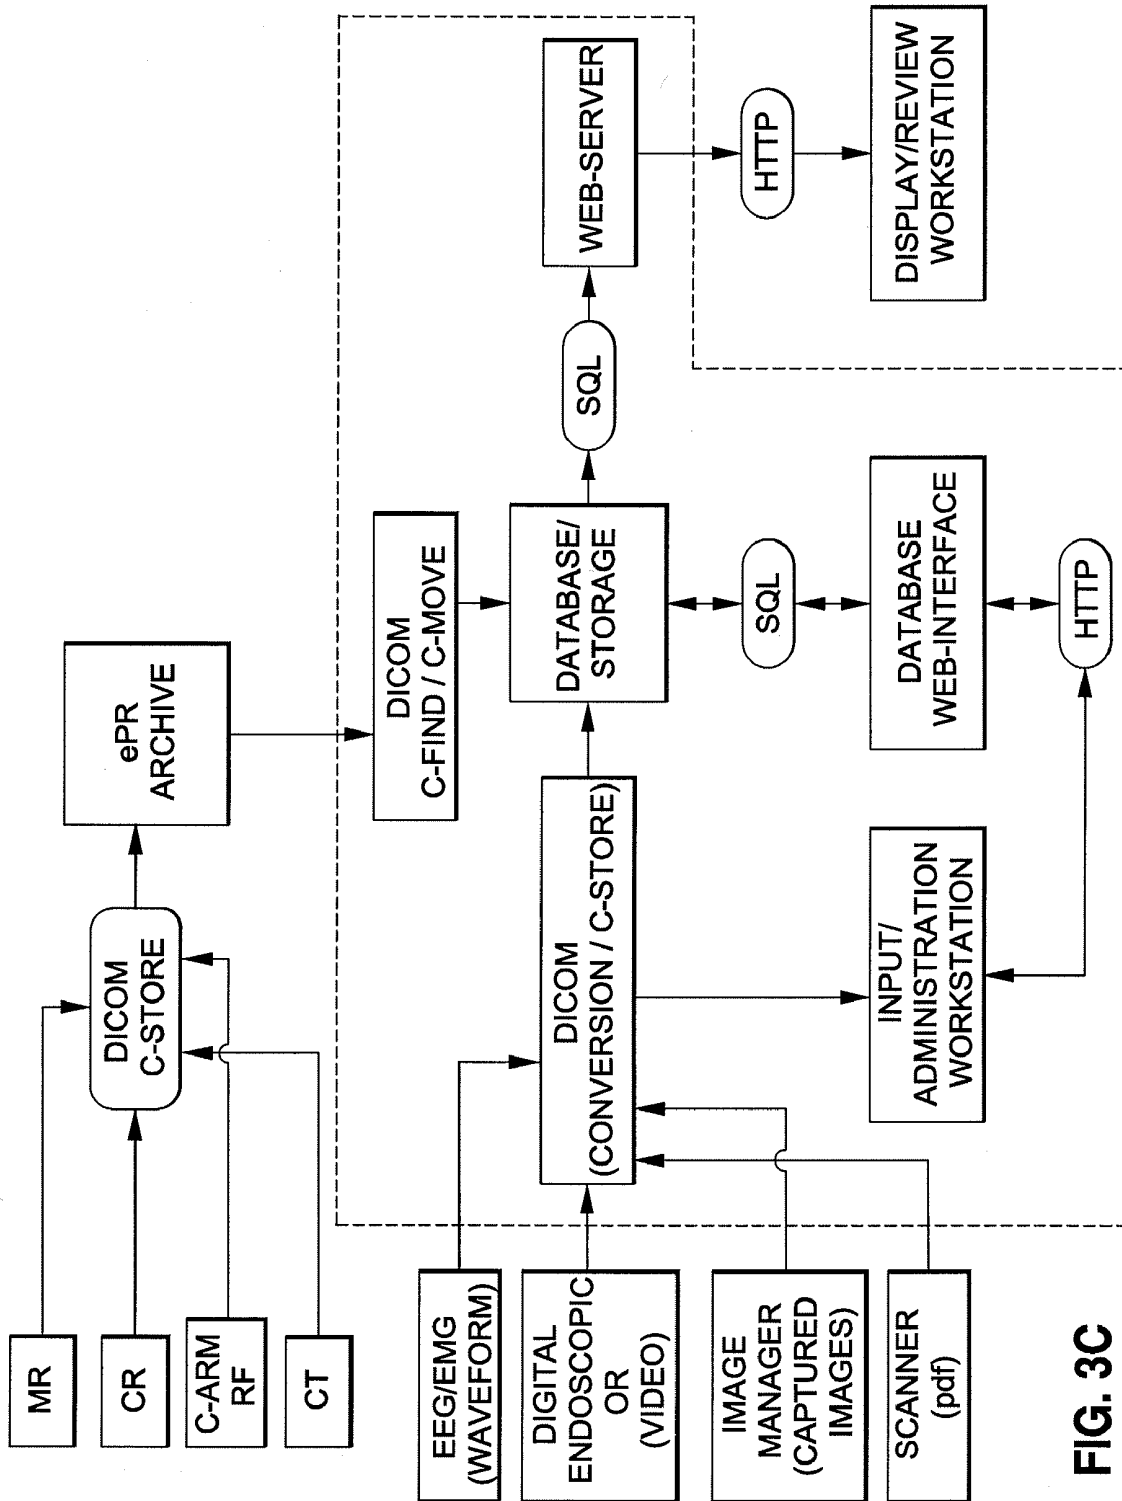 MR
CR
C-ARM
RF
CT
DICOM
C-STORE
ePR
ARCHIVE
DICOM
C-FIND / C-MOVE
EEG/EMG
(WAVEFORM)
DIGITAL
ENDOSCOPIC
OR
(VIDEO)
IMAGE
MANAGER
(CAPTURED
IMAGES)
SCANNER
(pdf)
DICOM
(CONVERSION / C-STORE)
DATABASE/
STORAGE
SQL
WEB-SERVER
HTTP
DISPLAY/REVIEW
WORKSTATION
SQL
DATABASE
WEB-INTERFACE
HTTP
INPUT/
ADMINISTRATION
WORKSTATION
FIG. 3C